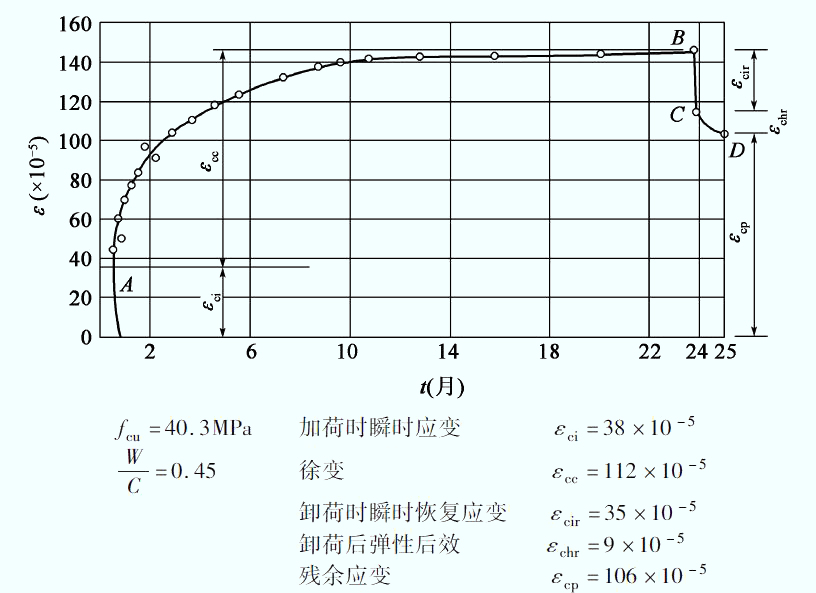 160
140
120
100
80
60
40
20
0
ε(×10⁻⁵)
2
6
10
14
18
22
24
25
t(月)
A
B
C
D
ε_cc
ε_ci
ε_cir
ε_chr
ε_cp
f_cu = 40.3MPa 加荷时瞬时应变 ε_ci = 38 × 10⁻⁵
W/C = 0.45 徐变 ε_cc = 112 × 10⁻⁵
卸荷时瞬时恢复应变 ε_cir = 35 × 10⁻⁵
卸荷后弹性后效 ε_chr = 9 × 10⁻⁵
残余应变 ε_cp = 106 × 10⁻⁵